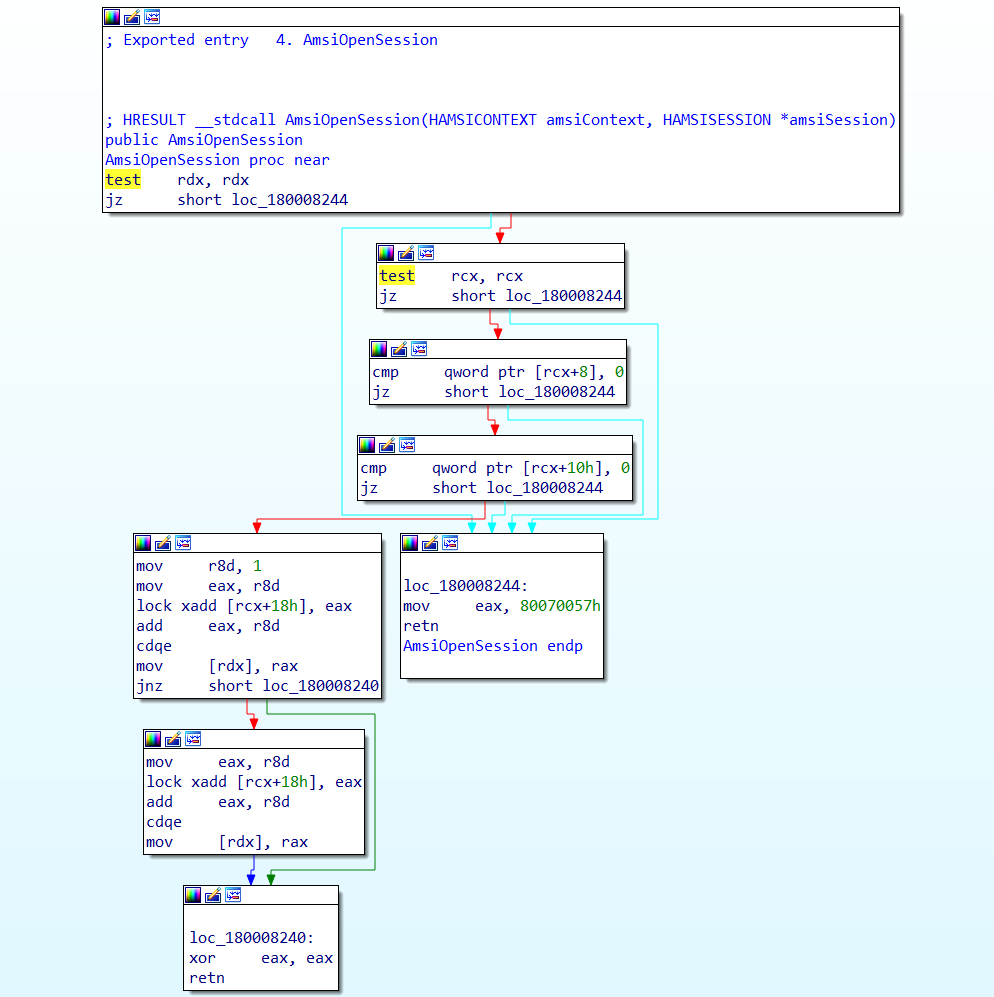 ; Exported entry   4. AmsiOpenSession
; HRESULT __stdcall AmsiOpenSession(HAMSICONTEXT amsiContext, HAMSISESSION *amsiSession)
public AmsiOpenSession
AmsiOpenSession proc near
test    rdx, rdx
jz      short loc_180008244
test    rcx, rcx
jz      short loc_180008244
cmp     qword ptr [rcx+8], 0
jz      short loc_180008244
cmp     qword ptr [rcx+10h], 0
jz      short loc_180008244
mov     r8d, 1
mov     eax, r8d
lock xadd [rcx+18h], eax
add     eax, r8d
cdqe
mov     [rdx], rax
jnz     short loc_180008240
loc_180008244:
mov     eax, 80070057h
retn
AmsiOpenSession endp
mov     eax, r8d
lock xadd [rcx+18h], eax
add     eax, r8d
cdqe
mov     [rdx], rax
loc_180008240:
xor     eax, eax
retn